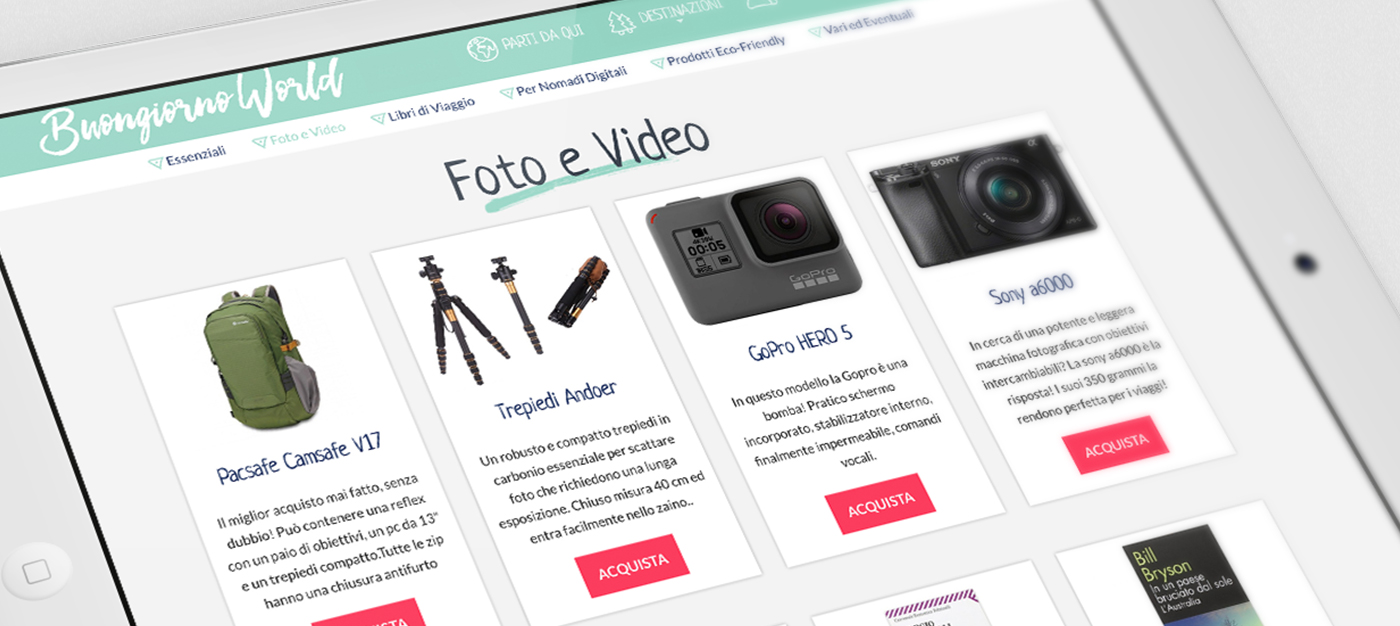 PARTI DA QUI
DESTINAZIONI
Buongiorno World
Essenziali
Foto e Video
Libri di Viaggio
Per Nomadi Digitali
Prodotti Eco-Friendly
Vari ed Eventuali
Foto e Video
Pacsafe Camsafe V17
Il miglior acquisto mai fatto, senza
dubbio! Può contenere una reflex
con un paio di obiettivi, un pc da 13"
e un trepiedi compatto.Tutte le zip
hanno una chiusura antifurto
ACQUISTA
Trepiedi Andoer
Un robusto e compatto trepiedi in
carbonio essenziale per scattare
foto che richiedono una lunga
esposizione. Chiuso misura 40 cm ed
entra facilmente nello zaino..
ACQUISTA
00:05
GoPro
GoPro HERO 5
In questo modello la Gopro è una
bomba! Pratico schermo
incorporato, stabilizzatore interno,
finalmente impermeabile, comandi
vocali.
ACQUISTA
SONY
α
Sony a6000
In cerca di una potente e leggera
macchina fotografica con obiettivi
intercambiabili? La sony a6000 è la
risposta! I suoi 350 grammi la
rendono perfetta per i viaggi!
ACQUISTA
Bill
Bryson
In un paese
bruciato dal sole
L'Australia